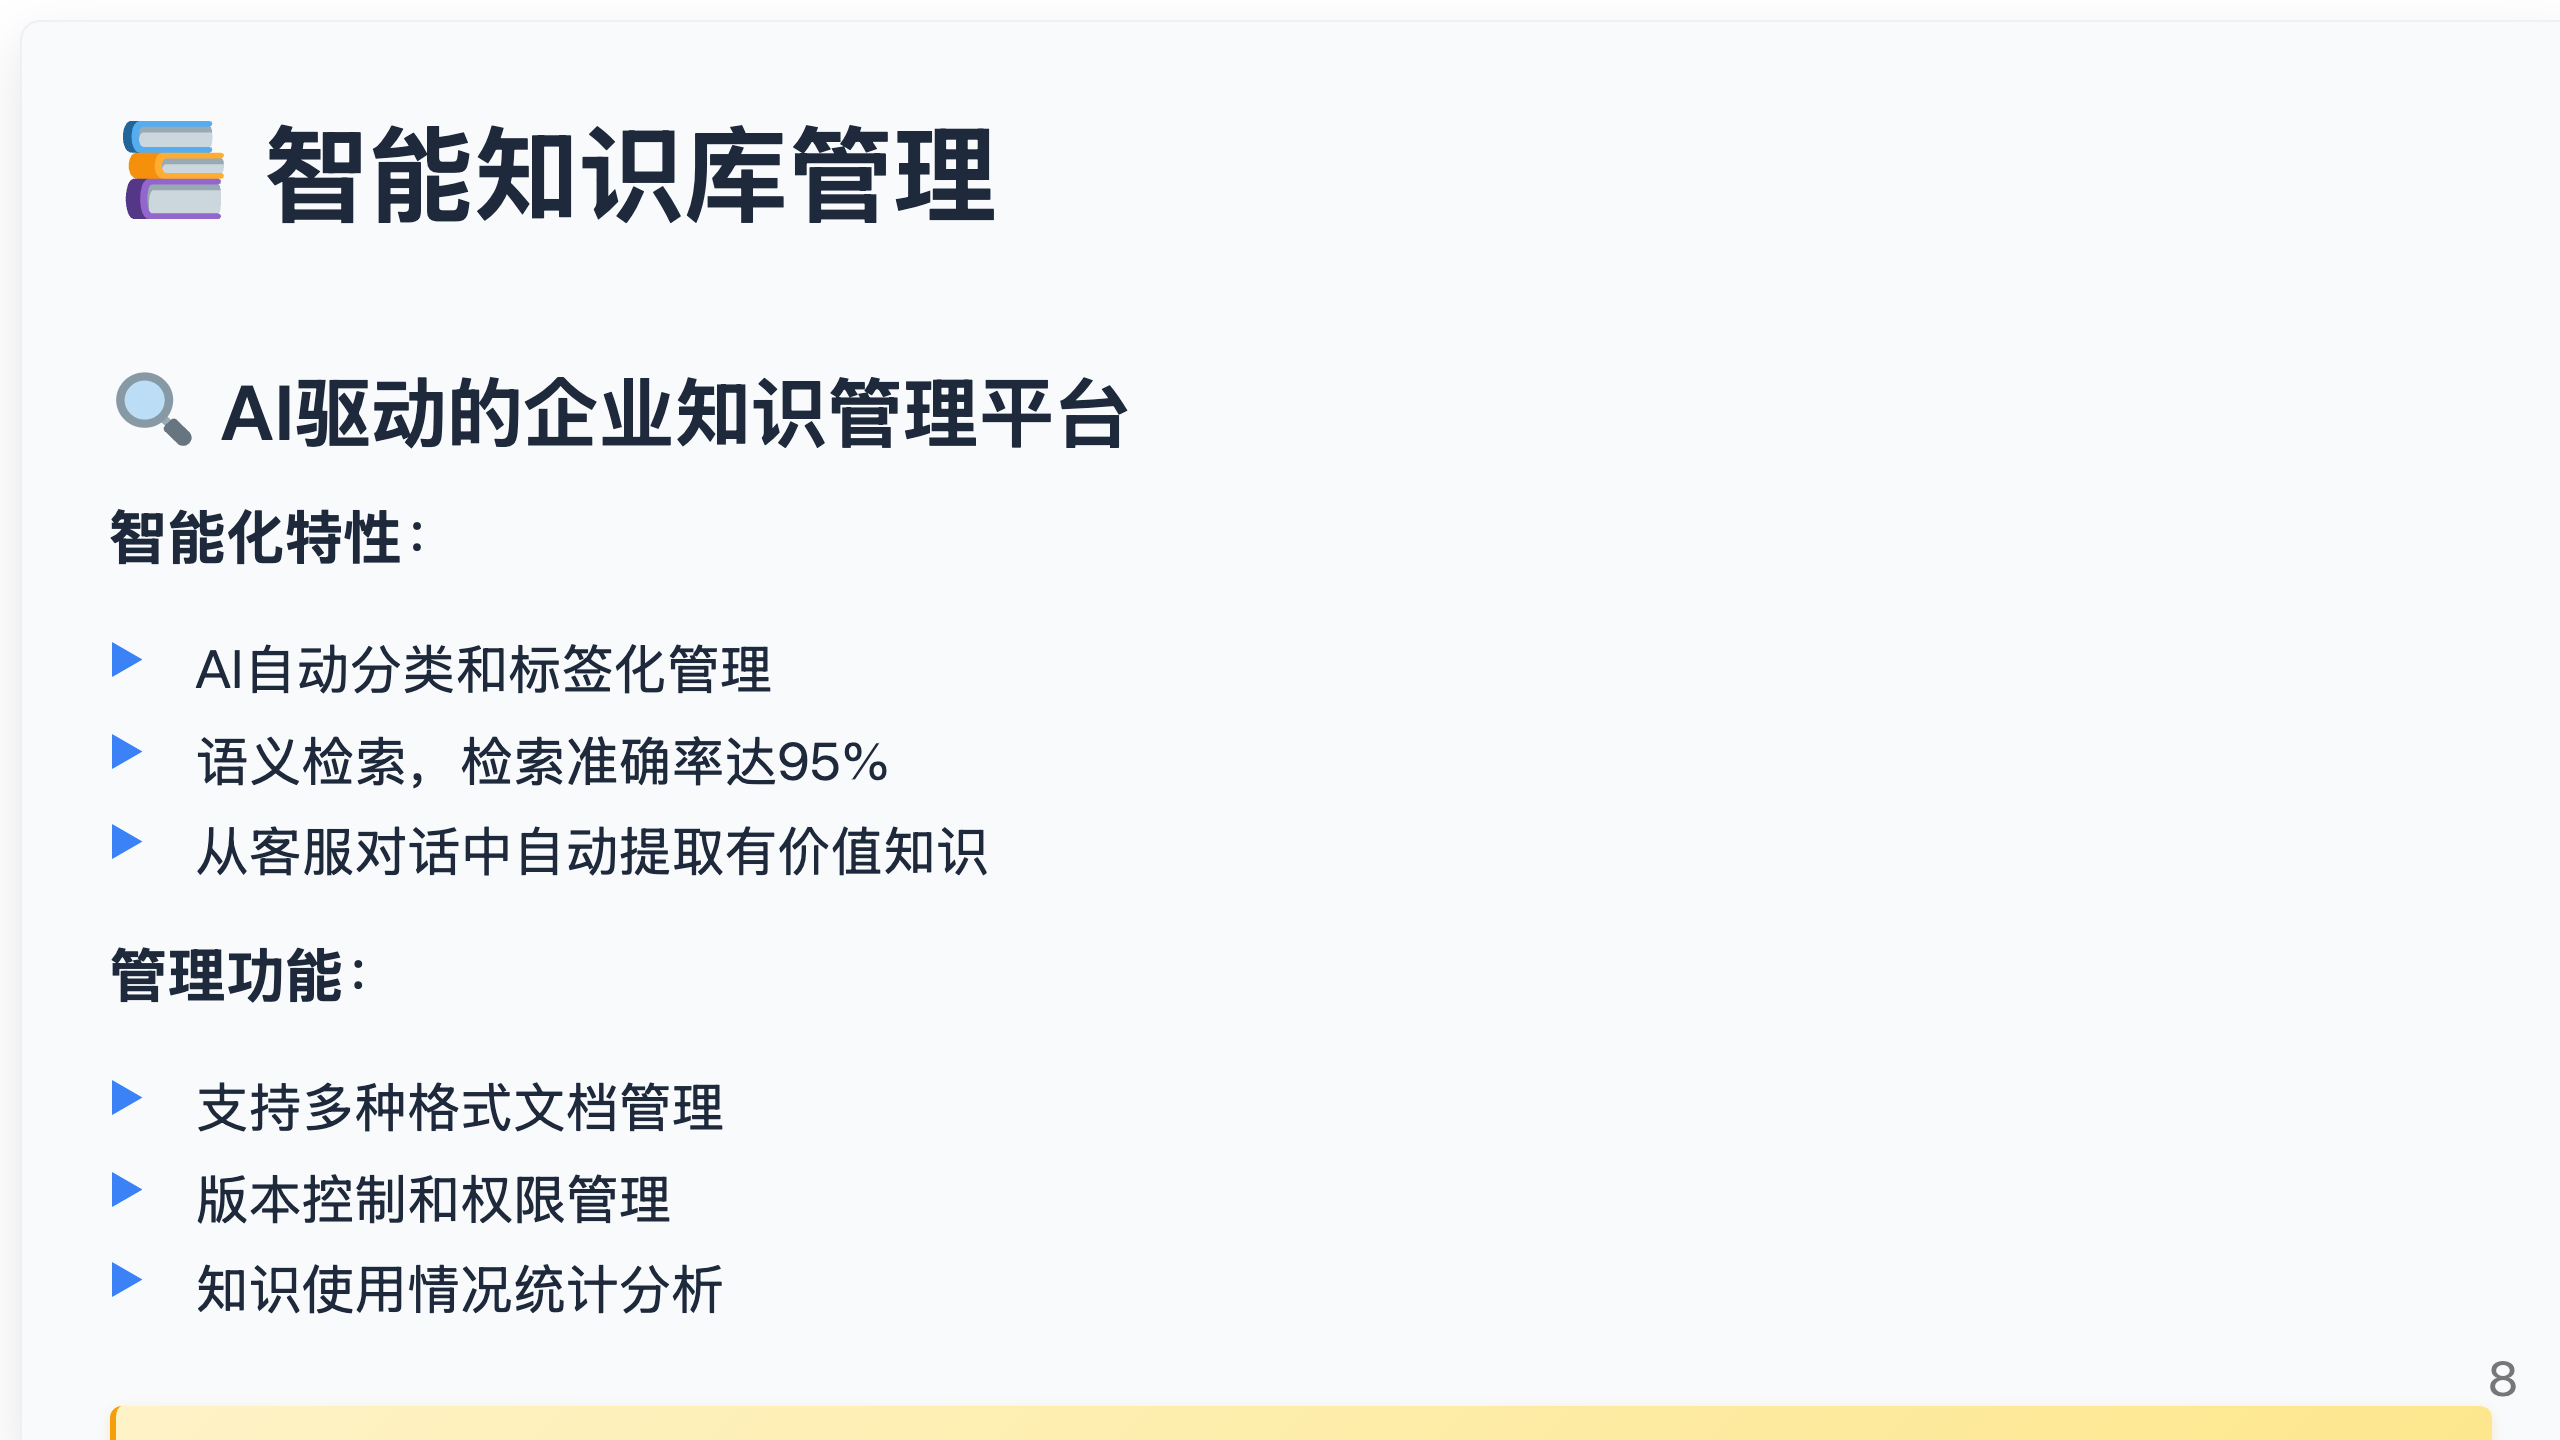 智能知识库管理
AI驱动的企业知识管理平台
智能化特性：
AI自动分类和标签化管理
语义检索，检索准确率达95%
从客服对话中自动提取有价值知识
管理功能：
支持多种格式文档管理
版本控制和权限管理
知识使用情况统计分析
8